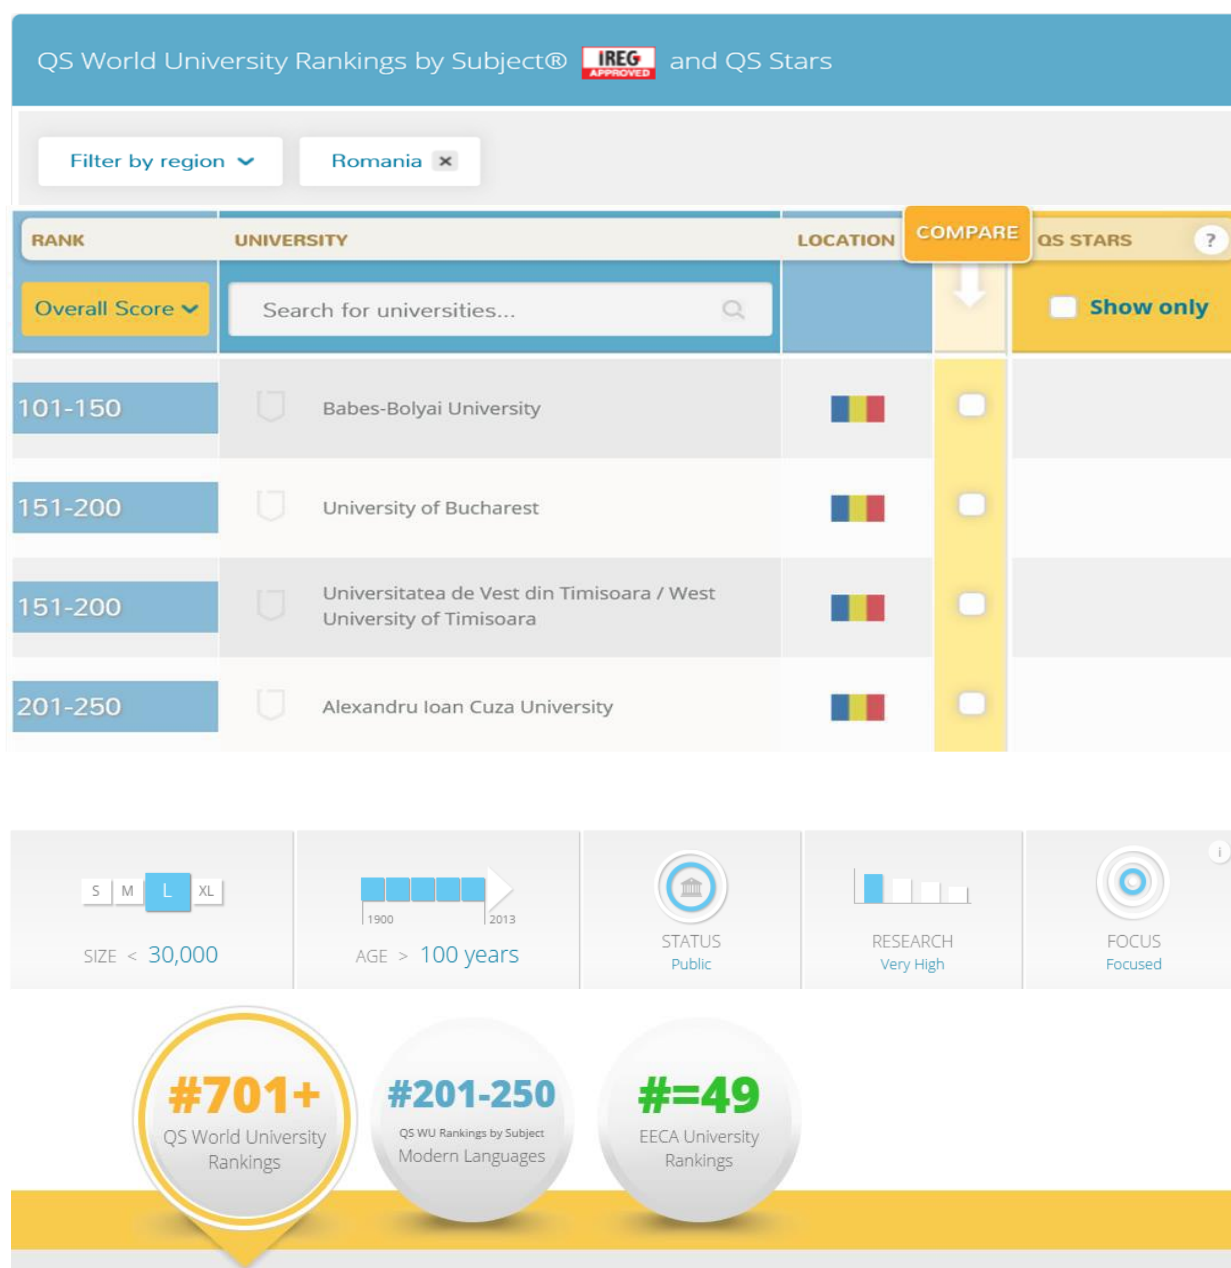 QS World University Rankings by Subject® IREG APPROVED and QS Stars
Filter by region
Romania
RANK UNIVERSITY LOCATION COMPARE QS STARS ?
Overall Score Search for universities... Show only
101-150 Babes-Bolyai University
151-200 University of Bucharest
151-200 Universitatea de Vest din Timisoara / West
University of Timisoara
201-250 Alexandru Ioan Cuza University
S M L XL
SIZE < 30,000
1900 2013
AGE > 100 years
STATUS
Public
RESEARCH
Very High
i
FOCUS
Focused
#701+
QS World University
Rankings
#201-250
QS WU Rankings by Subject
Modern Languages
#=49
EECA University
Rankings